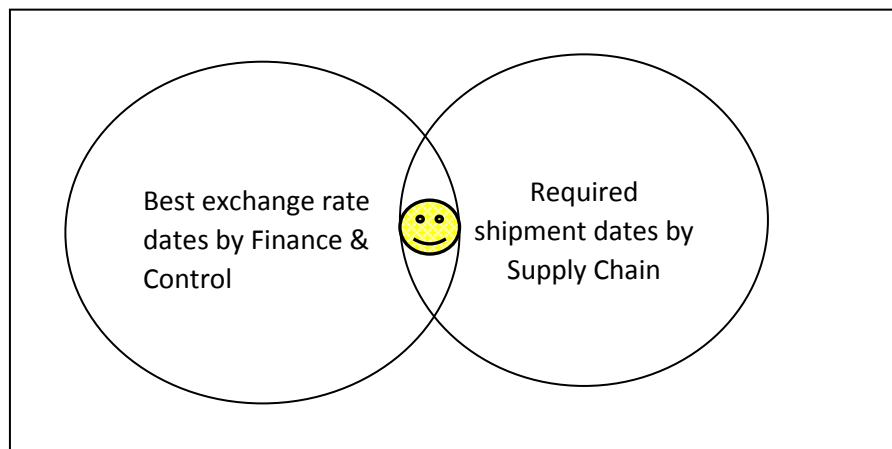 Best exchange rate
dates by Finance &
Control
Required
shipment dates by
Supply Chain